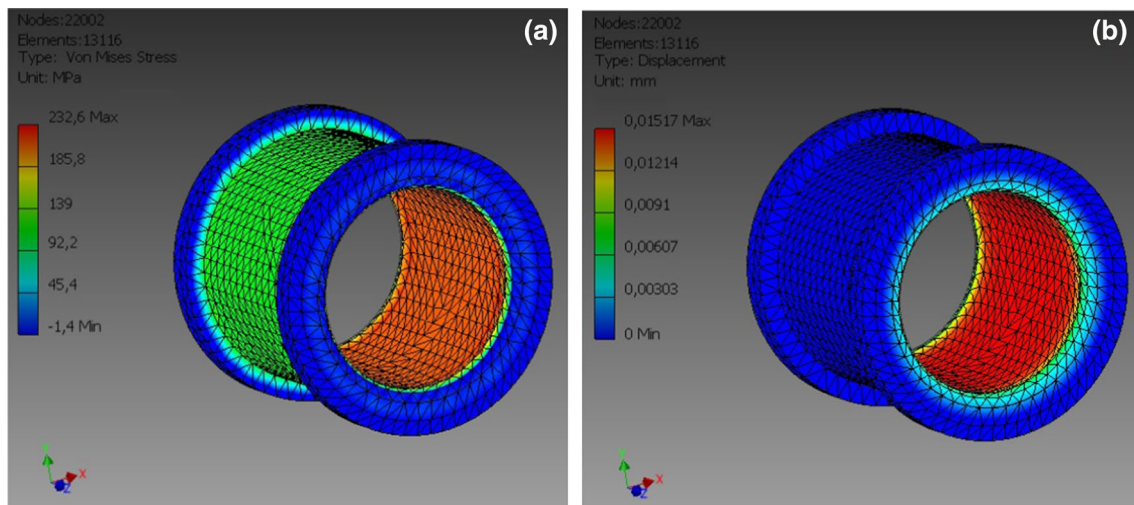 Nodes:22002
Elements:13116
Type: Von Mises Stress
Unit: MPa
(a)
232,6 Max
185,8
139
92,2
45,4
-1,4 Min
Y
X
Z
Nodes:22002
Elements:13116
Type: Displacement
Unit: mm
(b)
0,01517 Max
0,01214
0,0091
0,00607
0,00303
0 Min
Y
X
Z